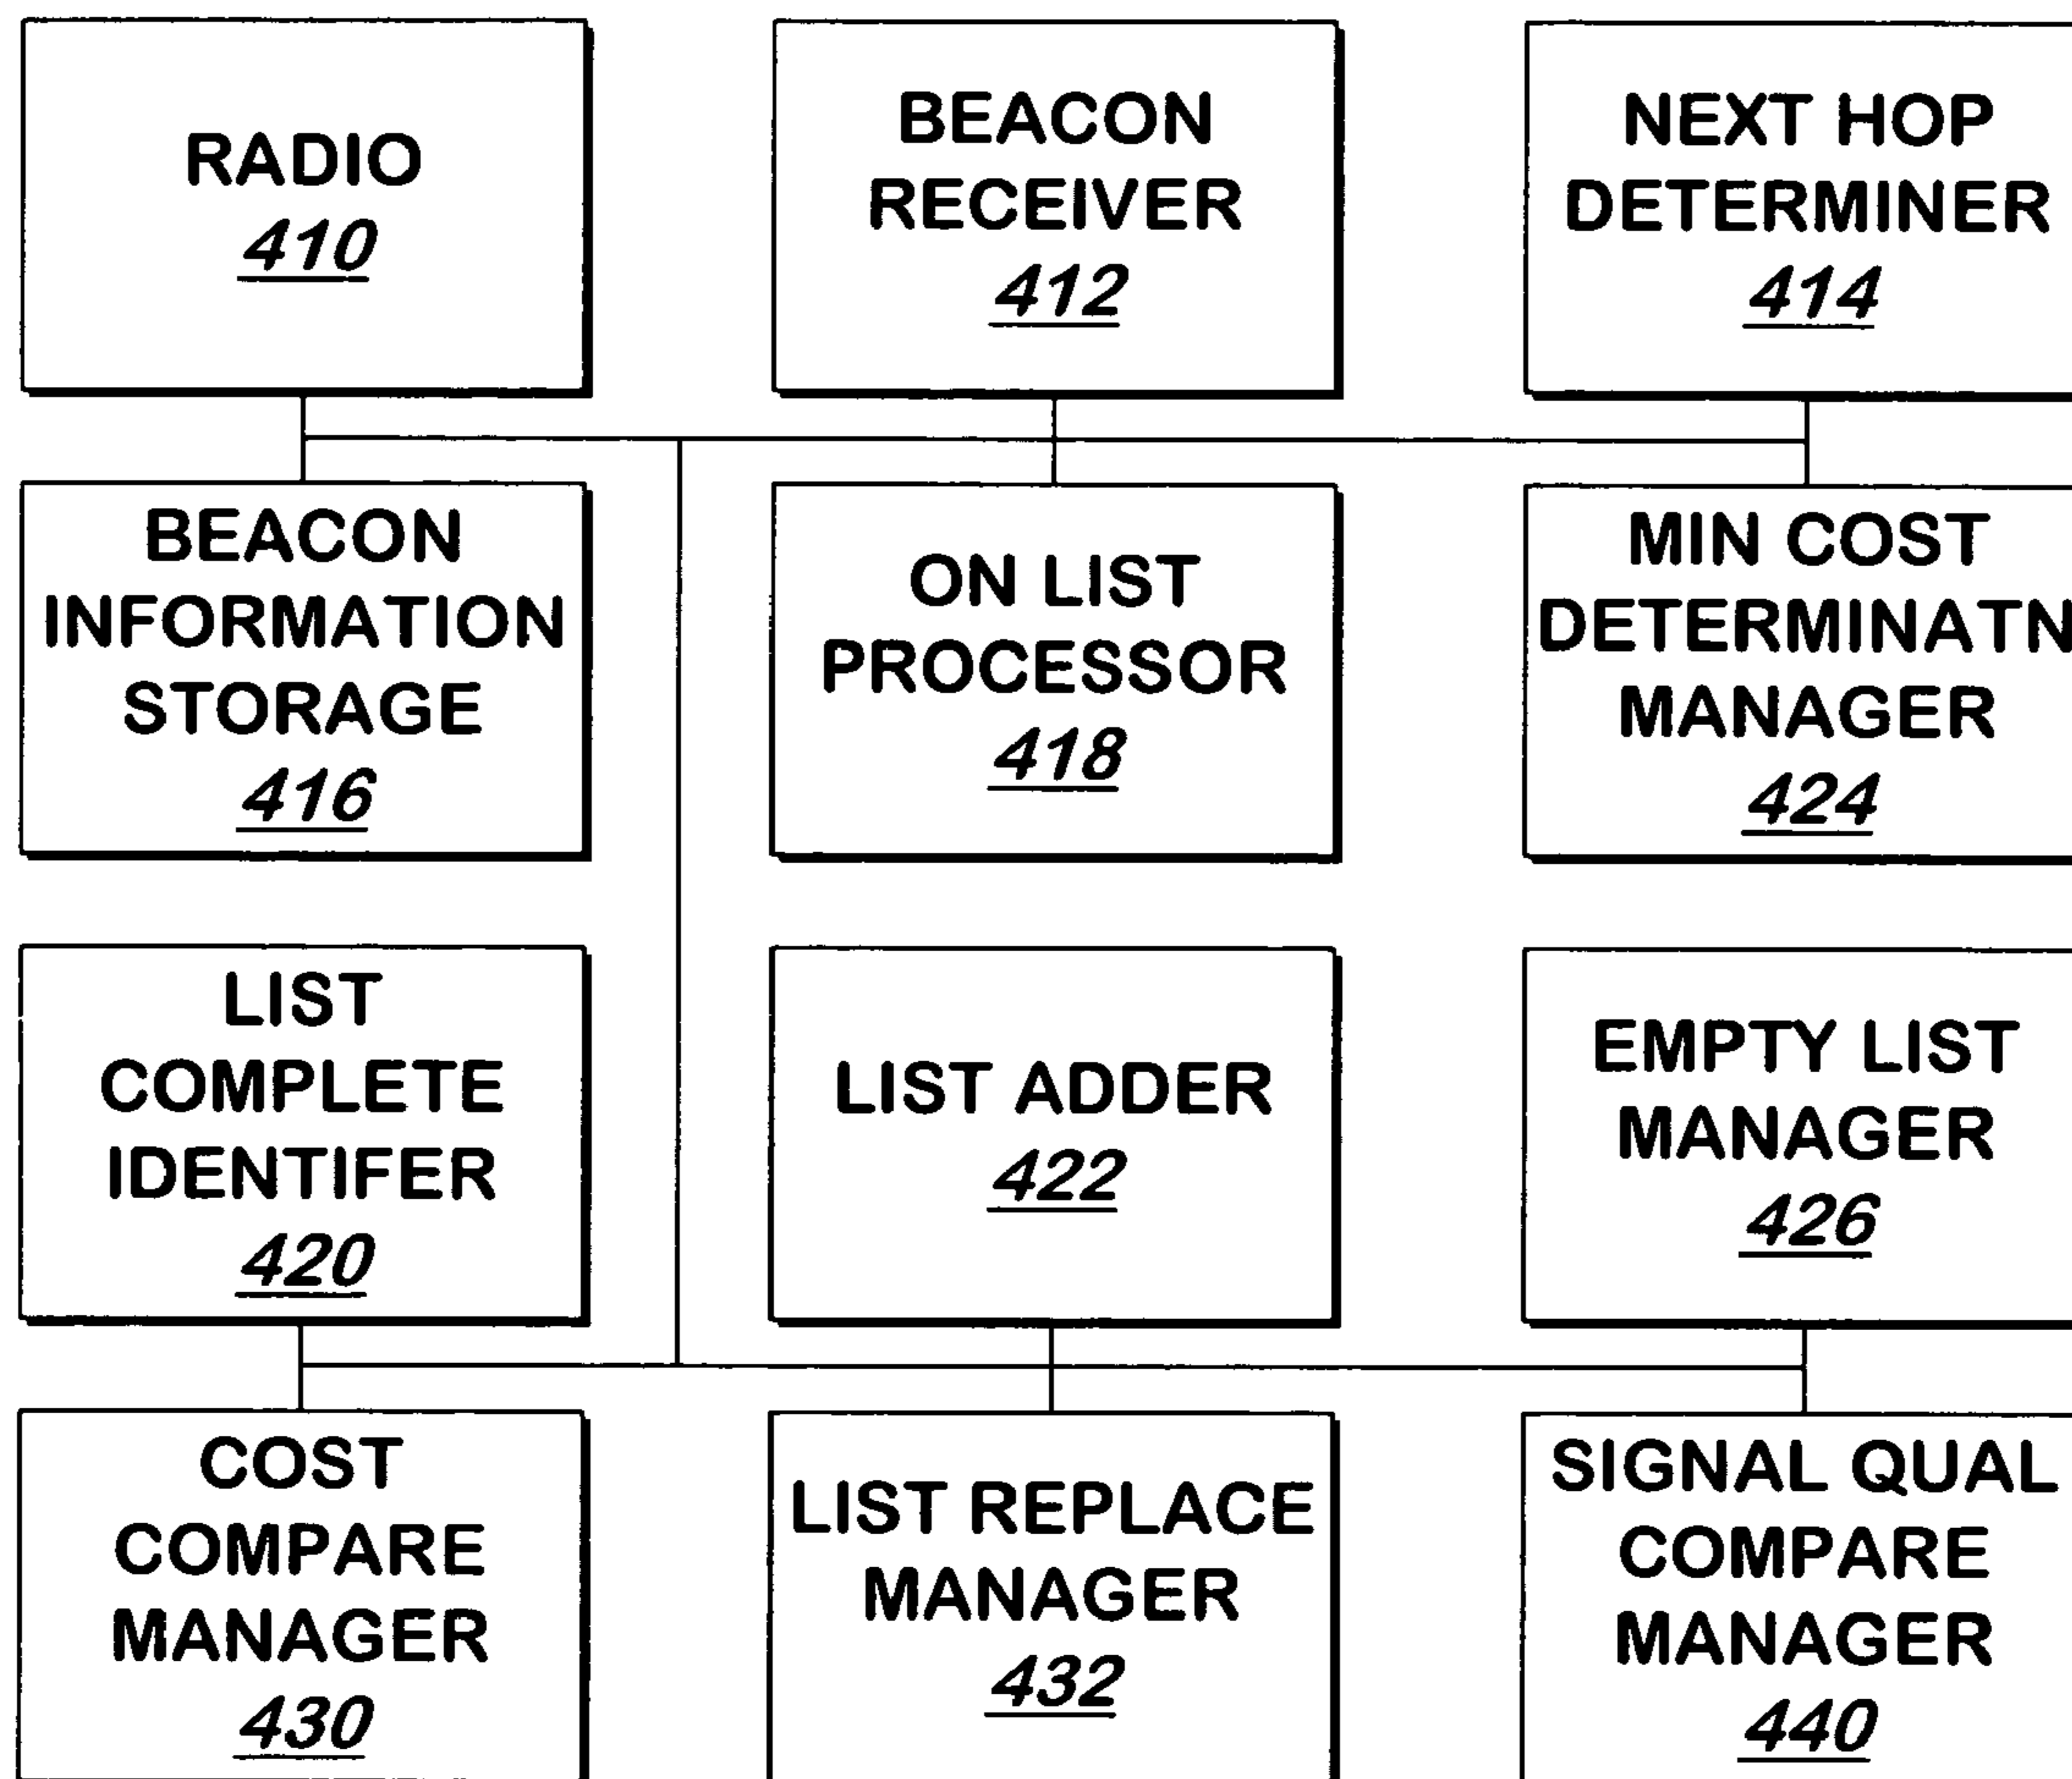 RADIO
410
BEACON
RECEIVER
412
NEXT HOP
DETERMINER
414
BEACON
INFORMATION
STORAGE
416
ON LIST
PROCESSOR
418
MIN COST
DETERMINATN
MANAGER
424
LIST
COMPLETE
IDENTIFER
420
LIST ADDER
422
EMPTY LIST
MANAGER
426
COST
COMPARE
MANAGER
430
LIST REPLACE
MANAGER
432
SIGNAL QUAL
COMPARE
MANAGER
440